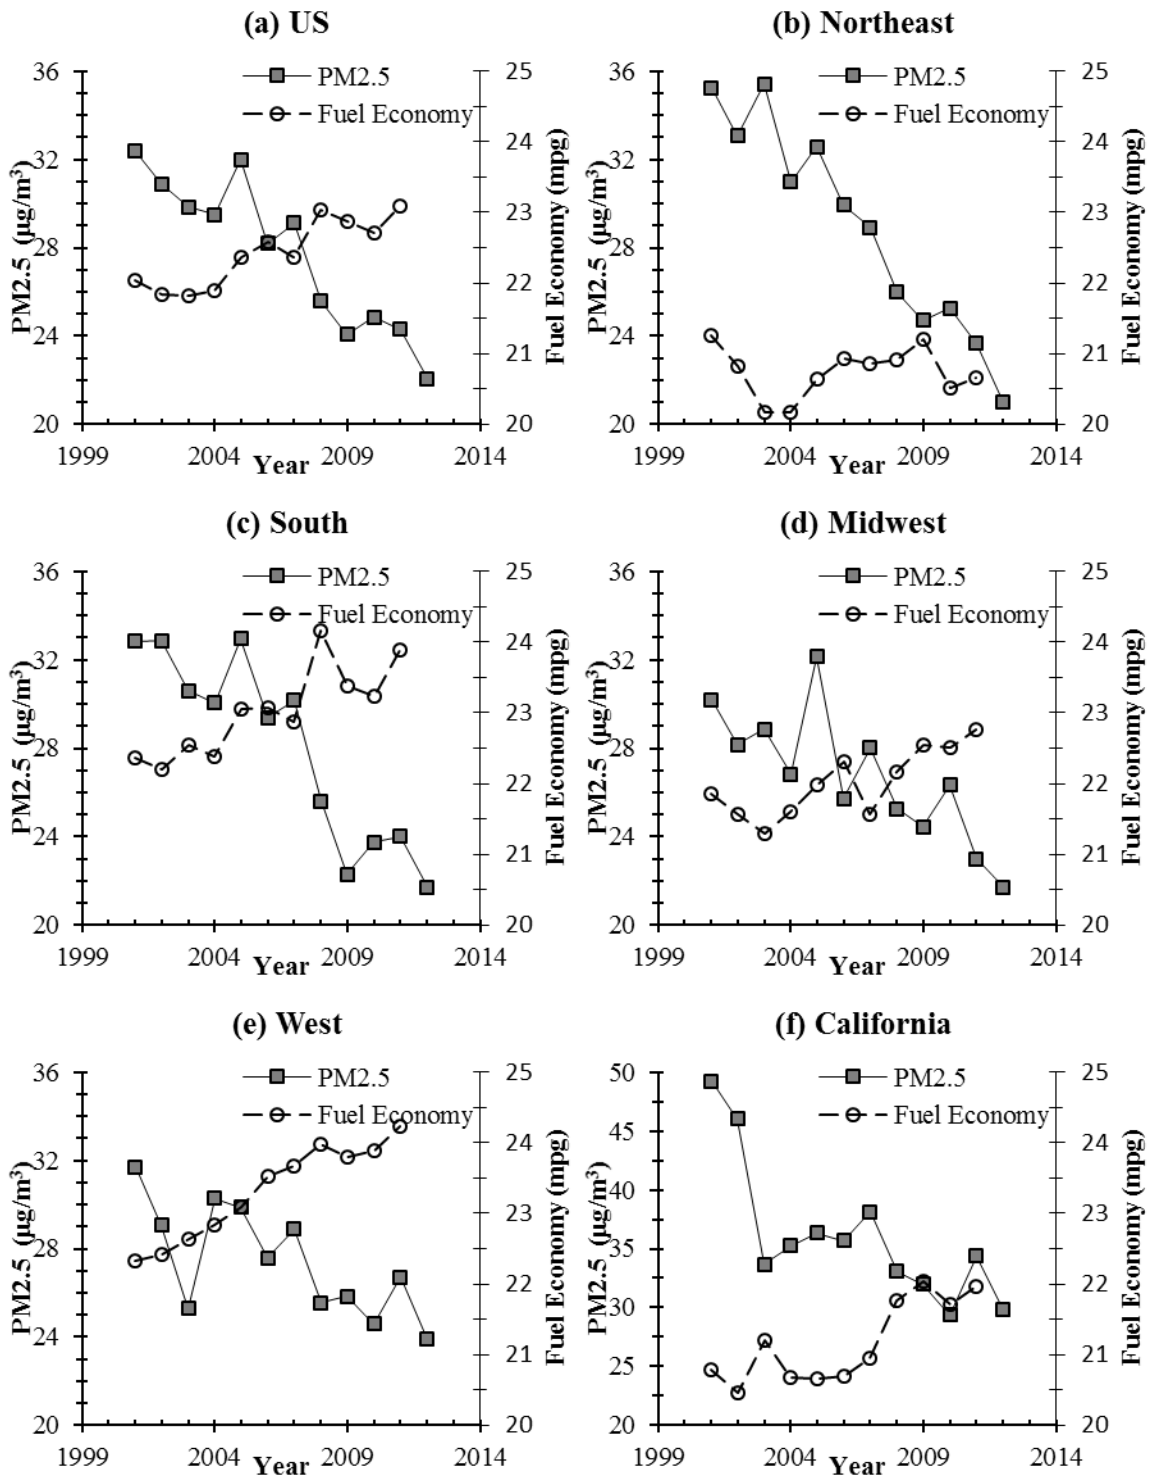 (a) US
PM2.5
Fuel Economy
36
32
28
24
20
25
24
23
22
21
20
1999
2004
2009
2014
Year
PM2.5 (µg/m³)
Fuel Economy (mpg)
(b) Northeast
PM2.5
Fuel Economy
36
32
28
24
20
25
24
23
22
21
20
1999
2004
2009
2014
Year
PM2.5 (µg/m³)
Fuel Economy (mpg)
(c) South
PM2.5
Fuel Economy
36
32
28
24
20
25
24
23
22
21
20
1999
2004
2009
2014
Year
PM2.5 (µg/m³)
Fuel Economy (mpg)
(d) Midwest
PM2.5
Fuel Economy
36
32
28
24
20
25
24
23
22
21
20
1999
2004
2009
2014
Year
PM2.5 (µg/m³)
Fuel Economy (mpg)
(e) West
PM2.5
Fuel Economy
36
32
28
24
20
25
24
23
22
21
20
1999
2004
2009
2014
Year
PM2.5 (µg/m³)
Fuel Economy (mpg)
(f) California
PM2.5
Fuel Economy
50
45
40
35
30
25
20
25
24
23
22
21
20
1999
2004
2009
2014
Year
PM2.5 (µg/m³)
Fuel Economy (mpg)